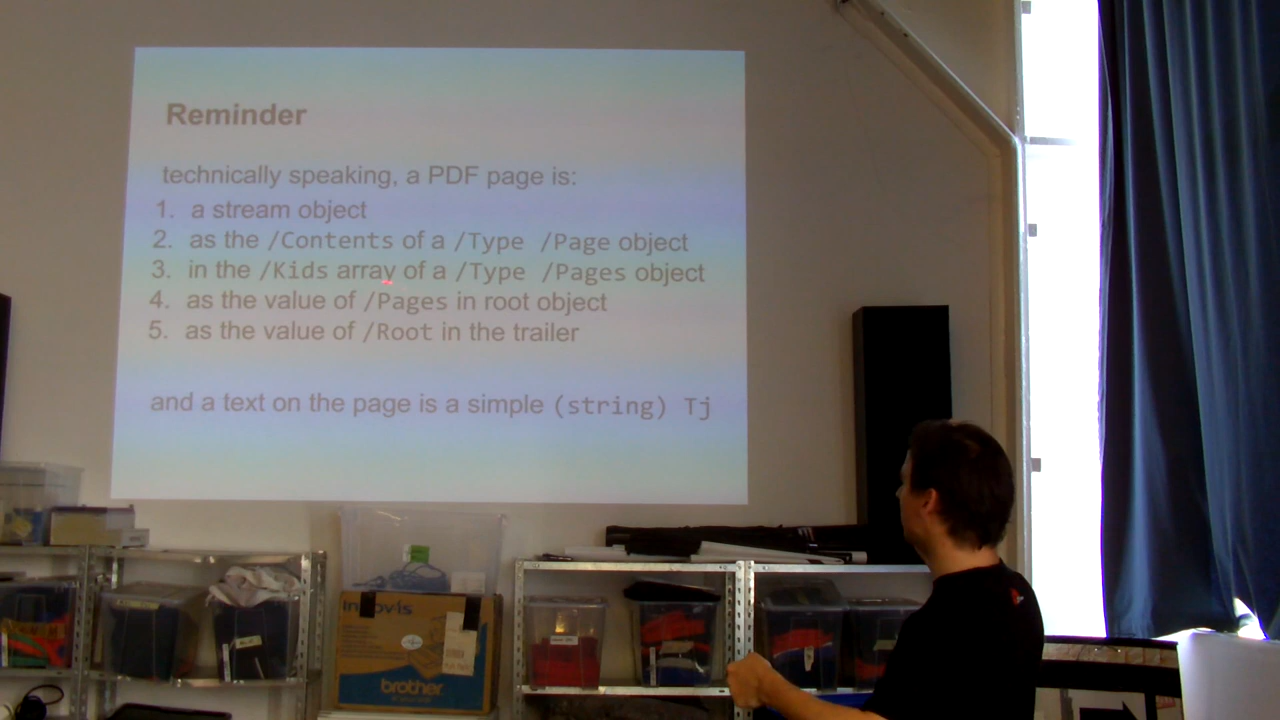 Reminder
technically speaking, a PDF page is:
1. a stream object
2. as the /Contents of a /Type /Page object
3. in the /Kids array of a /Type /Pages object
4. as the value of /Pages in root object
5. as the value of /Root in the trailer
and a text on the page is a simple (string) Tj
brother